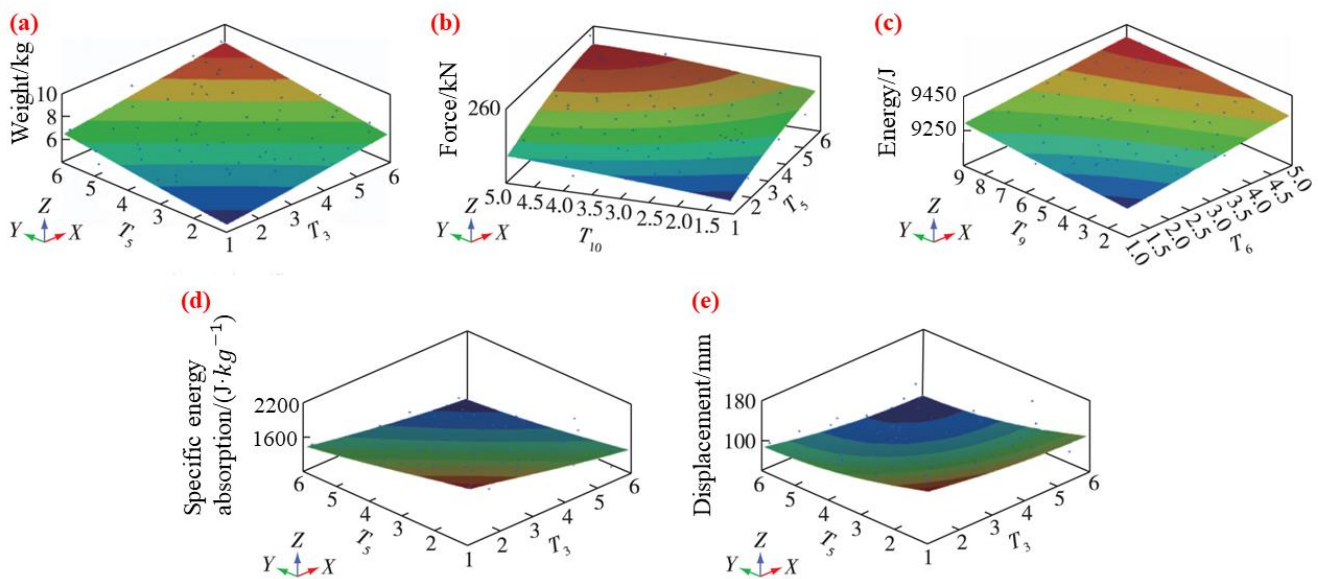 (a)
Weight/kg
10
8
6
6
5
4
3
2
1
2
3
4
5
6
T5
T3
Z
Y
X
(b)
Force/kN
260
5.0
4.5
4.0
3.5
3.0
2.5
2.0
1.5
1
2
3
4
5
6
T10
T5
Z
Y
X
(c)
Energy/J
9450
9250
9
8
7
6
5
4
3
2
1.0
1.5
2.0
2.5
3.0
3.5
4.0
4.5
5.0
T9
T6
Z
Y
X
(d)
Specific energy
absorption/(J·kg⁻¹)
2200
1600
6
5
4
3
2
1
2
3
4
5
6
T5
T3
Z
Y
X
(e)
Displacement/mm
180
100
6
5
4
3
2
1
2
3
4
5
6
T5
T3
Z
Y
X